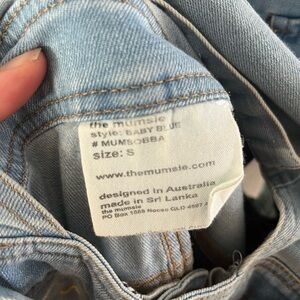 the mumsie
style: BABY BLUE
# MUMSOBBA
size: S
www.themumsie.com
designed in Australia
made in Sri Lanka
the mumsie
PO Box 1555 Noosa QLD 4567 A